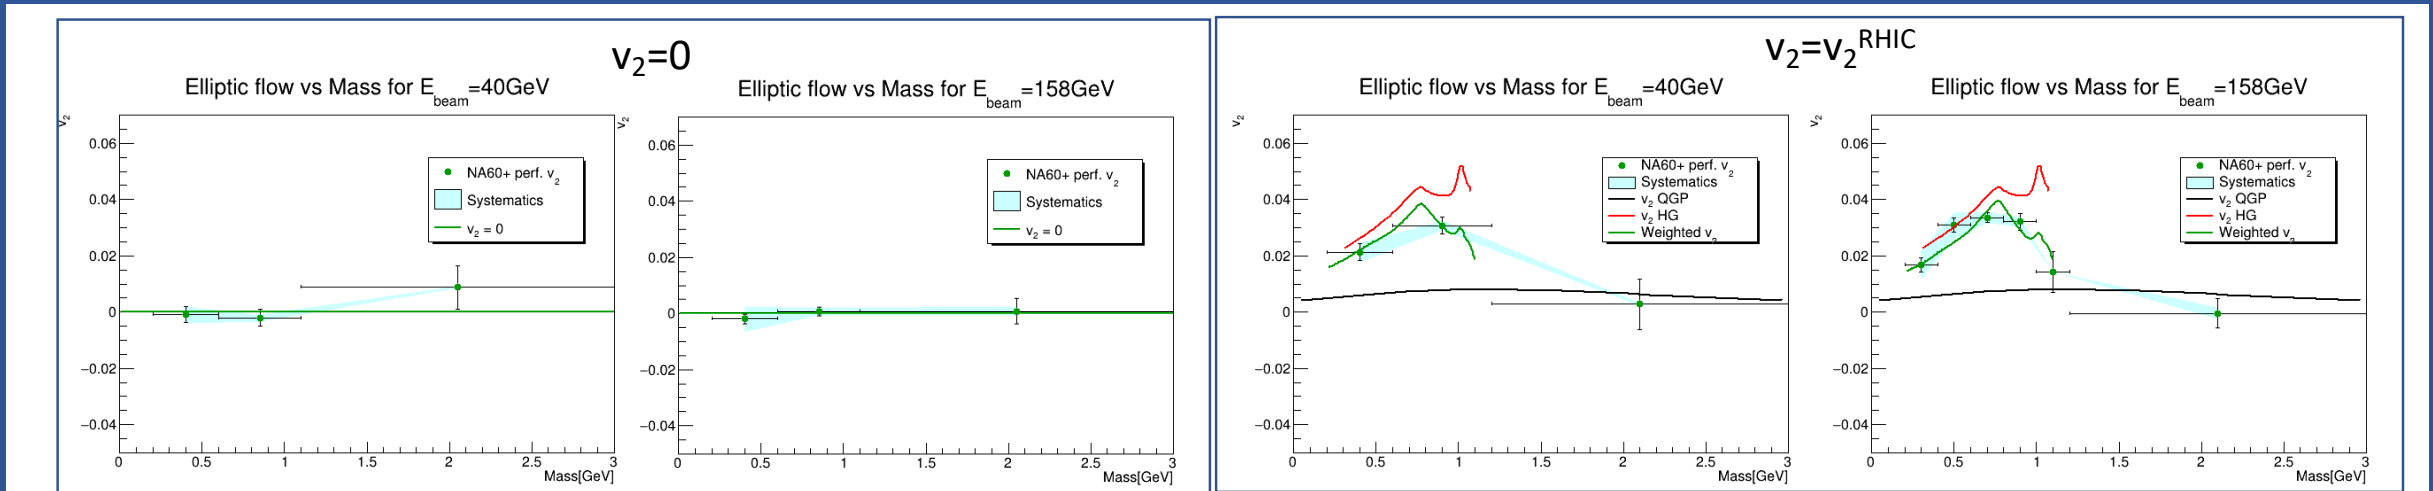 v₂=0
Elliptic flow vs Mass for E_beam=40GeV
v₂
0.06
0.04
0.02
0
−0.02
−0.04
NA60+ perf. v₂
Systematics
v₂ = 0
0 0.5 1 1.5 2 2.5 3
Mass[GeV]
Elliptic flow vs Mass for E_beam=158GeV
v₂
0.06
0.04
0.02
0
−0.02
−0.04
NA60+ perf. v₂
Systematics
v₂ = 0
0 0.5 1 1.5 2 2.5 3
Mass[GeV]
v₂=v₂^RHIC
Elliptic flow vs Mass for E_beam=40GeV
v₂
0.06
0.04
0.02
0
−0.02
−0.04
NA60+ perf. v₂
Systematics
v₂ QGP
v₂ HG
Weighted v₂
0 0.5 1 1.5 2 2.5 3
Mass[GeV]
Elliptic flow vs Mass for E_beam=158GeV
v₂
0.06
0.04
0.02
0
−0.02
−0.04
NA60+ perf. v₂
Systematics
v₂ QGP
v₂ HG
Weighted v₂
0 0.5 1 1.5 2 2.5 3
Mass[GeV]